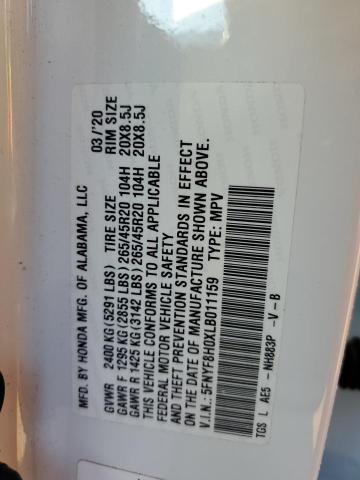 MFD. BY HONDA MFG. OF ALABAMA, LLC 03/'20
GVWR 2400 KG(5291 LBS) TIRE SIZE RIM SIZE
GAWR F 1295 KG(2855 LBS) 265/45R20 104H 20X8.5J
GAWR R 1425 KG(3142 LBS) 265/45R20 104H 20X8.5J
THIS VEHICLE CONFORMS TO ALL APPLICABLE
FEDERAL MOTOR VEHICLE SAFETY
AND THEFT PREVENTION STANDARDS IN EFFECT
ON THE DATE OF MANUFACTURE SHOWN ABOVE.
V.I.N.: 5FNYF8H0XLB011159 TYPE: MPV
TGS L AE5 -NH883P -V-B